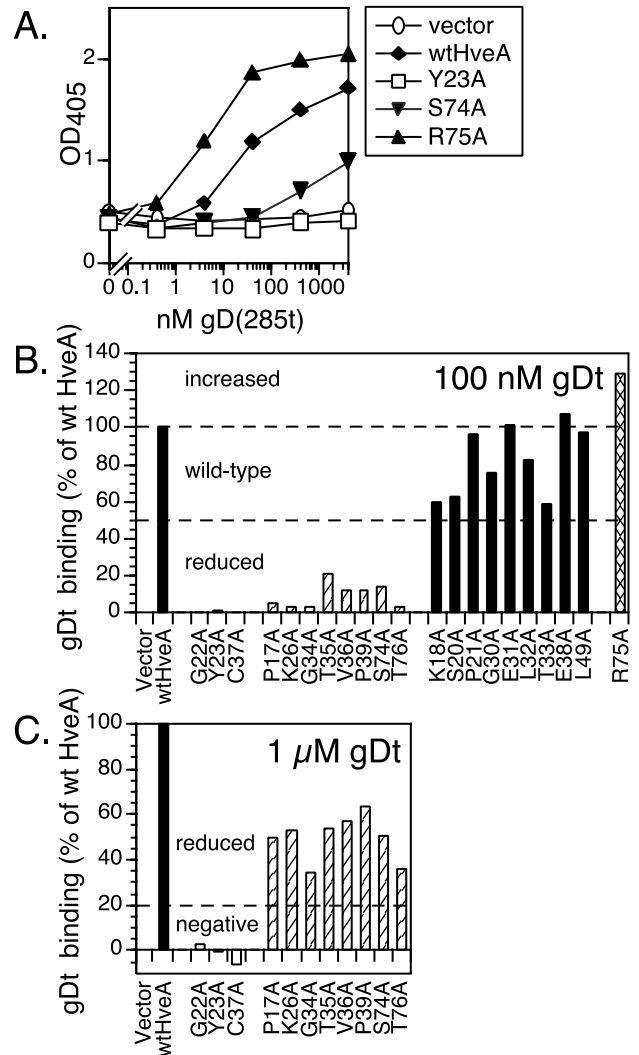 A.
OD405
2
1
0
0 0.1 1 10 100 1000
nM gD(285t)
vector
wtHveA
Y23A
S74A
R75A
B.
gDt binding (% of wt HveA)
140
120
100
80
60
40
20
0
increased
100 nM gDt
wild-type
reduced
Vector
wtHveA
G22A
Y23A
C37A
P17A
K26A
G34A
T35A
V36A
P39A
S74A
T76A
K18A
S20A
P21A
G30A
E31A
L32A
T33A
E38A
L49A
R75A
C.
gDt binding (% of wt HveA)
100
80
60
40
20
0
1 µM gDt
reduced
negative
Vector
wtHveA
G22A
Y23A
C37A
P17A
K26A
G34A
T35A
V36A
P39A
S74A
T76A